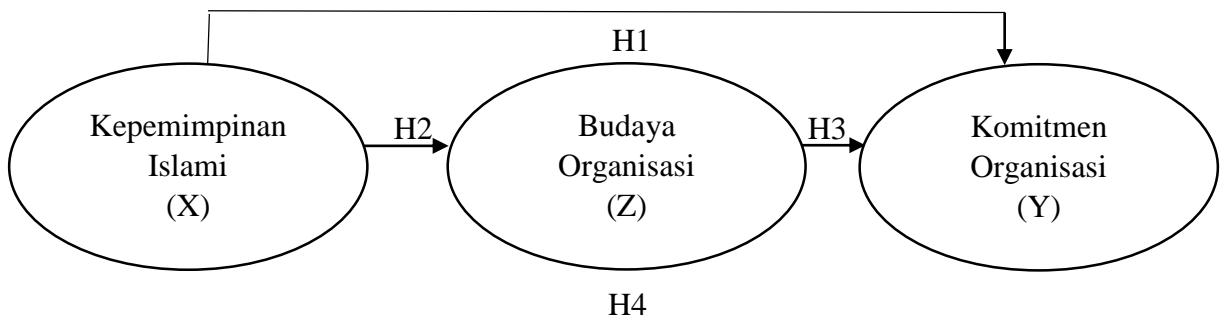 H1
Kepemimpinan
Islami
(X)
H2
Budaya
Organisasi
(Z)
H3
Komitmen
Organisasi
(Y)
H4